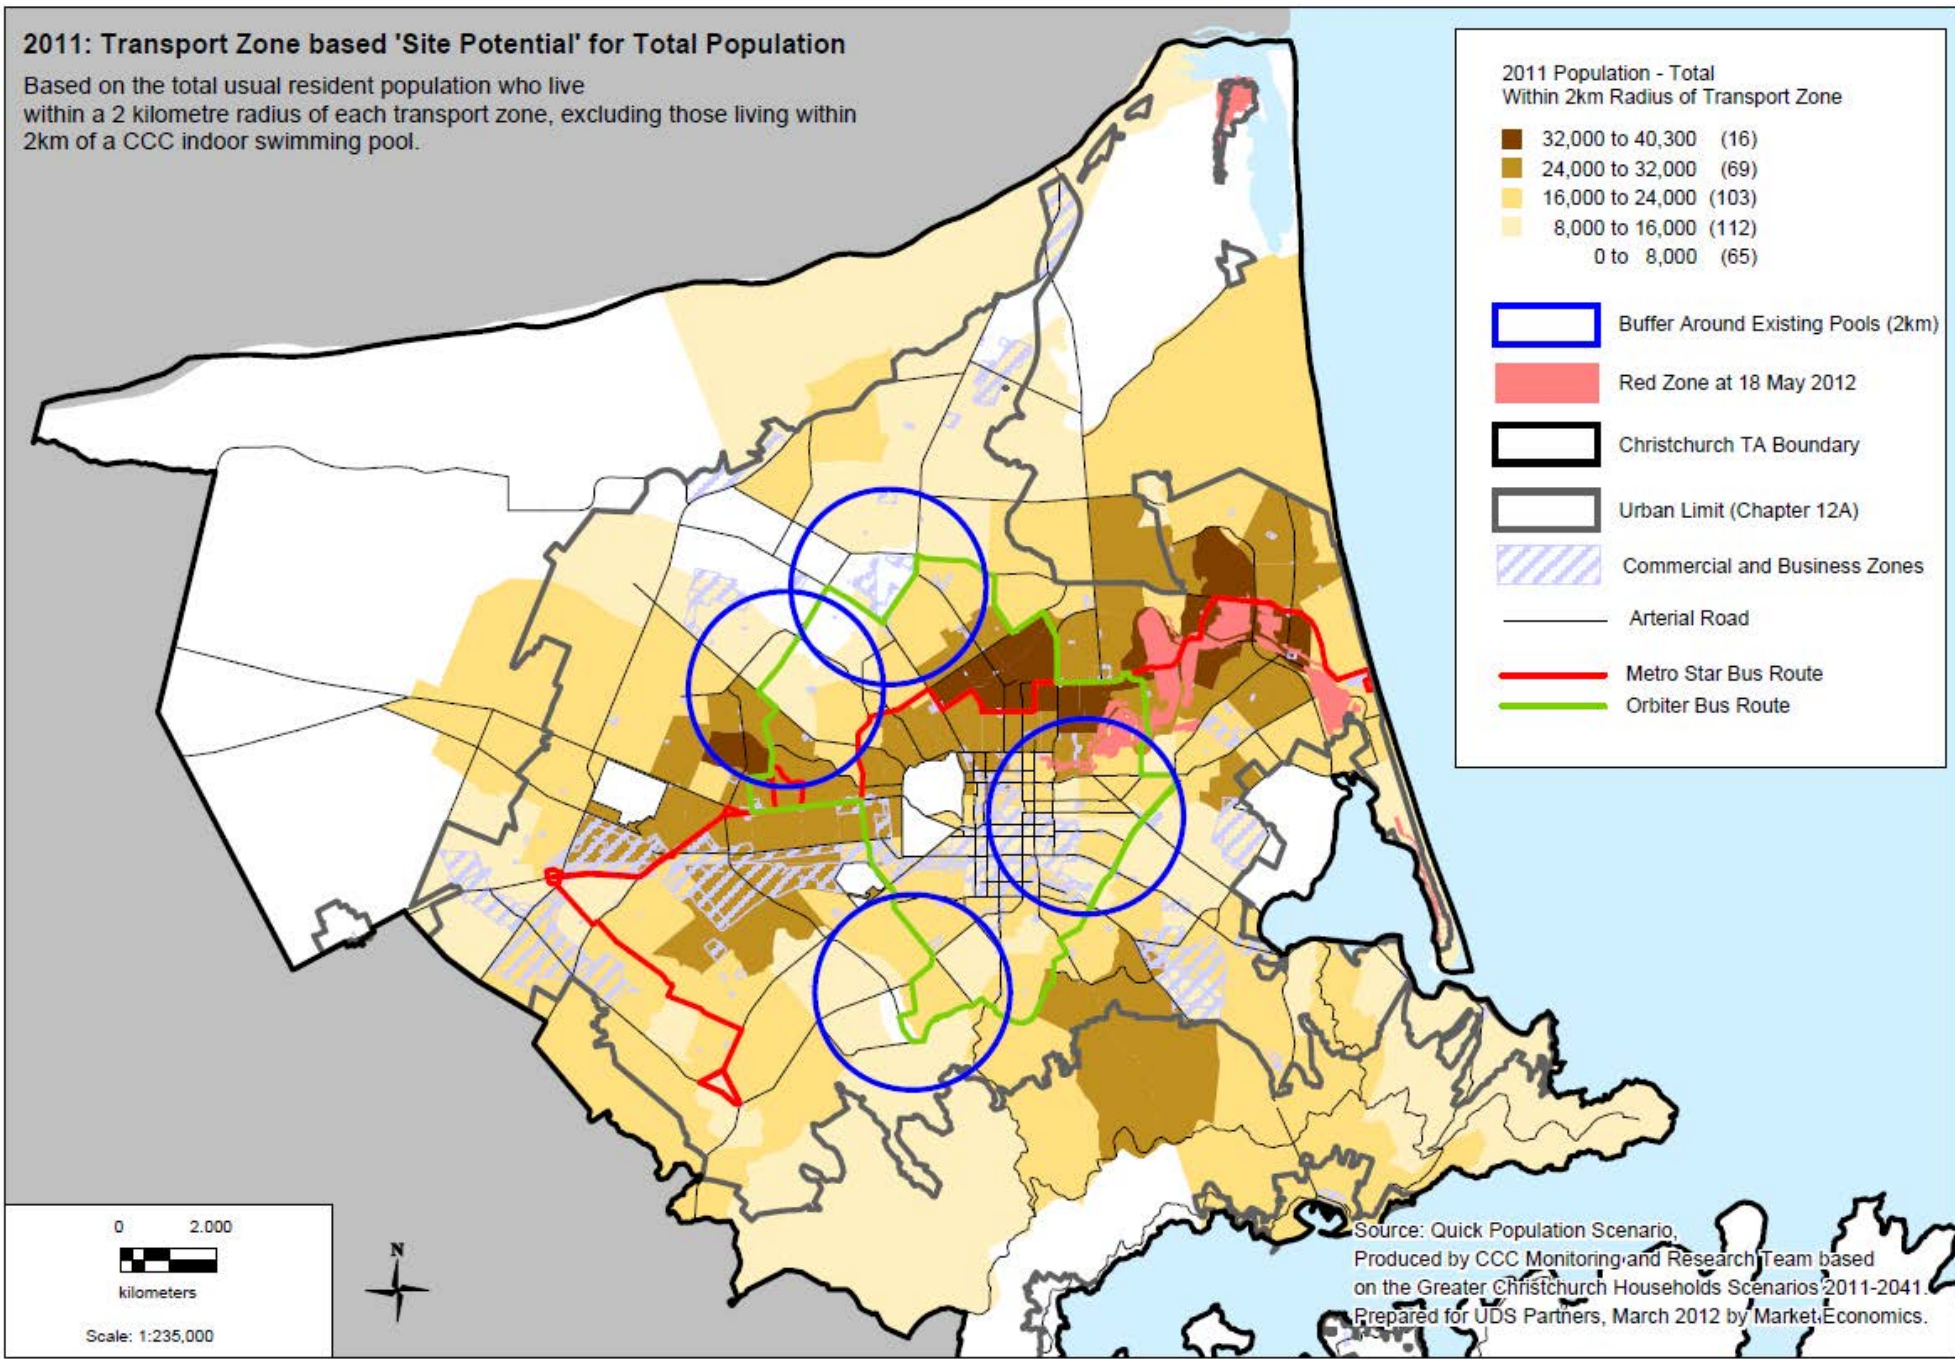 2011: Transport Zone based 'Site Potential' for Total Population
Based on the total usual resident population who live
within a 2 kilometre radius of each transport zone, excluding those living within
2km of a CCC indoor swimming pool.
2011 Population - Total
Within 2km Radius of Transport Zone
32,000 to 40,300 (16)
24,000 to 32,000 (69)
16,000 to 24,000 (103)
8,000 to 16,000 (112)
0 to 8,000 (65)
Buffer Around Existing Pools (2km)
Red Zone at 18 May 2012
Christchurch TA Boundary
Urban Limit (Chapter 12A)
Commercial and Business Zones
Arterial Road
Metro Star Bus Route
Orbiter Bus Route
0 2.000
kilometers
Scale: 1:235,000
N
Source: Quick Population Scenario,
Produced by CCC Monitoring and Research Team based
on the Greater Christchurch Households Scenarios 2011-2041.
Prepared for UDS Partners, March 2012 by Market Economics.